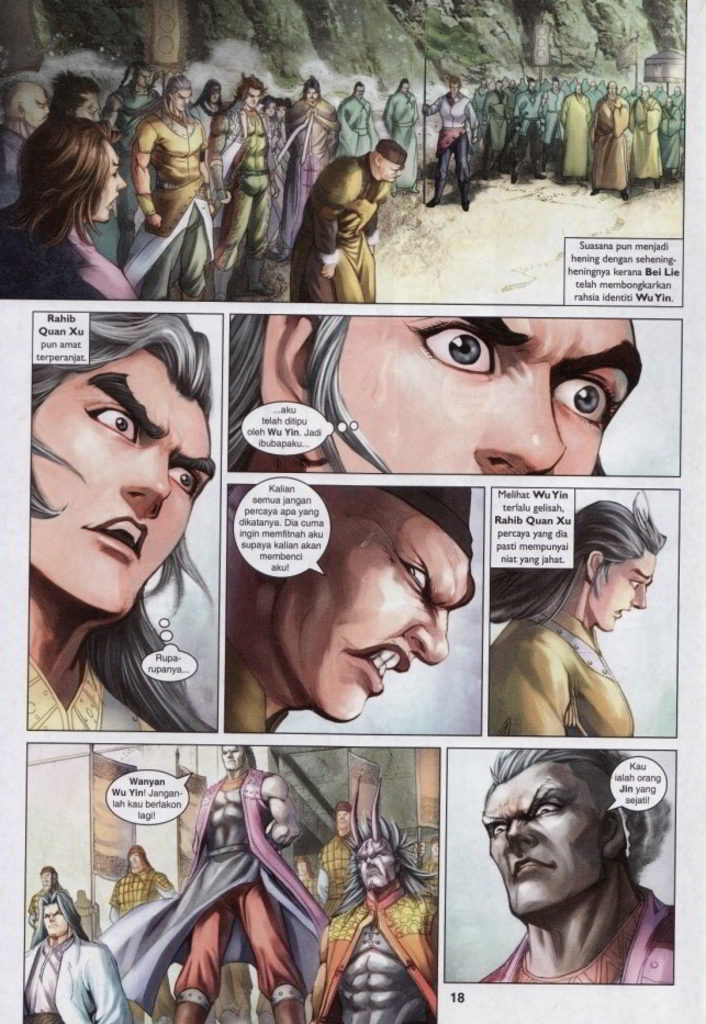 Suasana pun menjadi
hening dengan sehening-
heningnya kerana Bei Lie
telah membongkarkan
rahsia identiti Wu Yin.
Rahib
Quan Xu
pun amat
terperanjat.
Rupa-
rupanya...
...aku
telah ditipu
oleh Wu Yin. Jadi
ibubapaku...
Kalian
semua jangan
percaya apa yang
dikatanya. Dia cuma
ingin memfitnah aku
supaya kalian akan
membenci
aku!
Melihat Wu Yin
terlalu gelisah,
Rahib Quan Xu
percaya yang dia
pasti mempunyai
niat yang jahat.
Wanyan
Wu Yin! Jangan-
lah kau berlakon
lagi!
Kau
ialah orang
Jin yang
sejati!
18